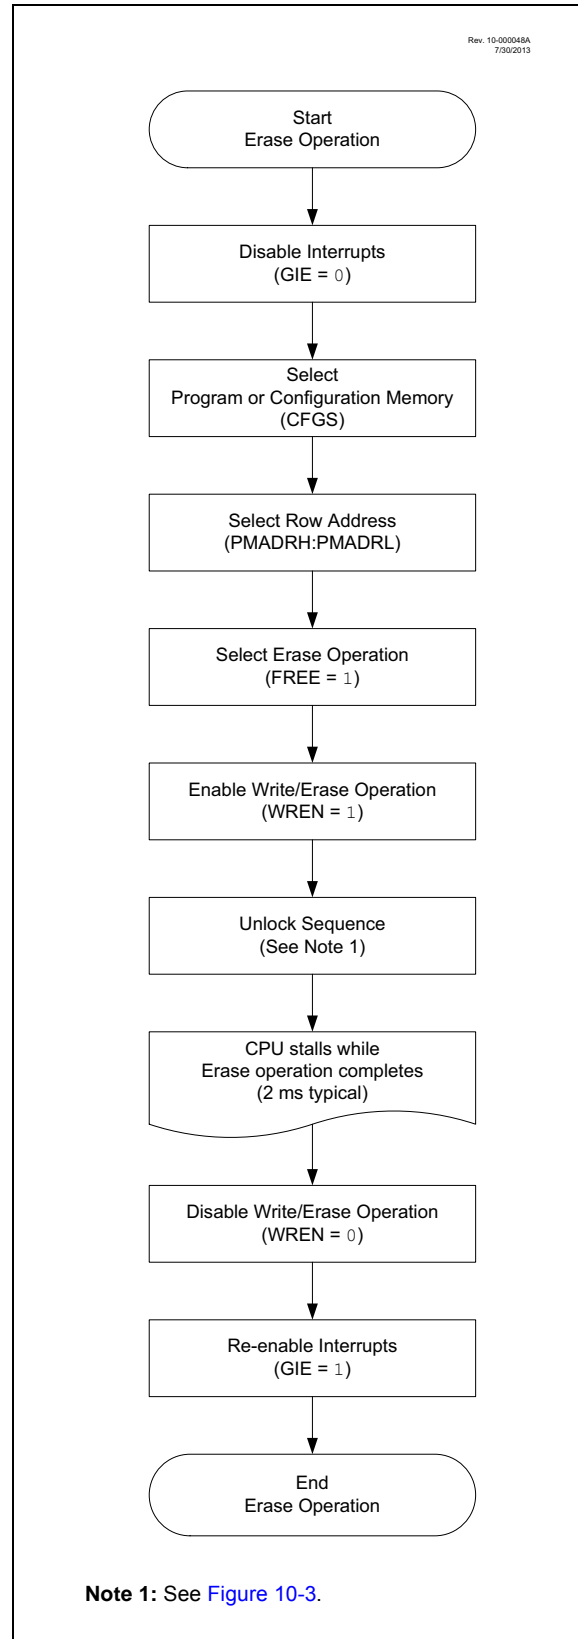 Rev. 10-000048A
7/30/2013
Start
Erase Operation
Disable Interrupts
(GIE = 0)
Select
Program or Configuration Memory
(CFGS)
Select Row Address
(PMADRH:PMADRL)
Select Erase Operation
(FREE = 1)
Enable Write/Erase Operation
(WREN = 1)
Unlock Sequence
(See Note 1)
CPU stalls while
Erase operation completes
(2 ms typical)
Disable Write/Erase Operation
(WREN = 0)
Re-enable Interrupts
(GIE = 1)
End
Erase Operation
Note 1: See Figure 10-3.